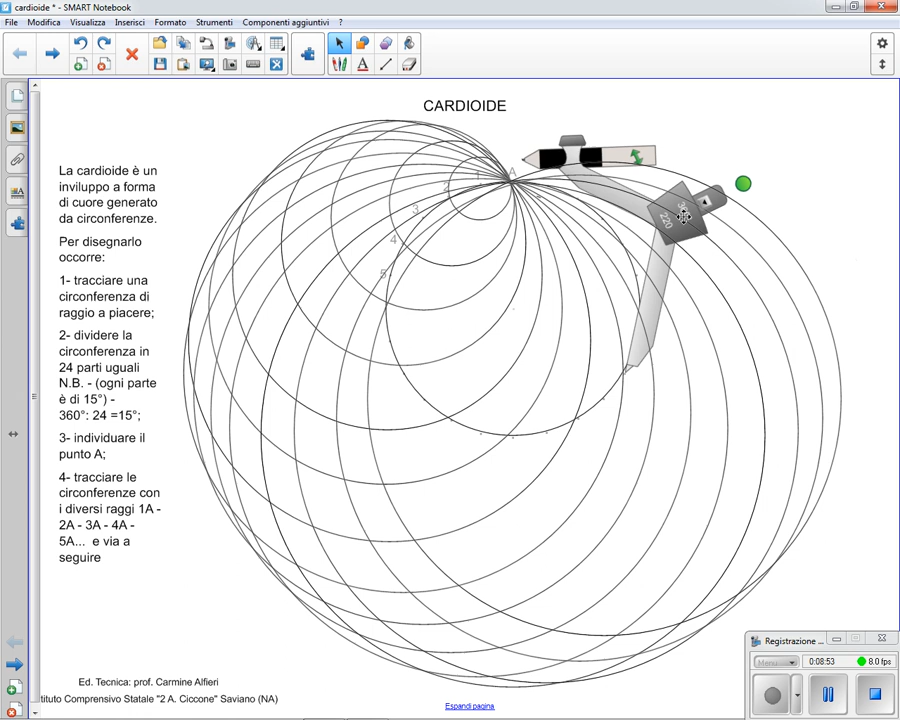 cardioide * - SMART Notebook
File Modifica Visualizza Inserisci Formato Strumenti Componenti aggiuntivi ?
CARDIOIDE
La cardioide è un
inviluppo a forma
di cuore generato
da circonferenze.
Per disegnarlo
occorre:
1- tracciare una
circonferenza di
raggio a piacere;
2- dividere la
circonferenza in
24 parti uguali
N.B. - (ogni parte
è di 15°) -
360°: 24 =15°;
3- individuare il
punto A;
4- tracciare le
circonferenze con
i diversi raggi 1A -
2A - 3A - 4A -
5A... e via a
seguire
A
1
2
3
4
5
220
Ed. Tecnica: prof. Carmine Alfieri
tituto Comprensivo Statale "2 A. Ciccone" Saviano (NA)
Espandi pagina
Registrazione ...
Menu
0:08:53
8.0 fps